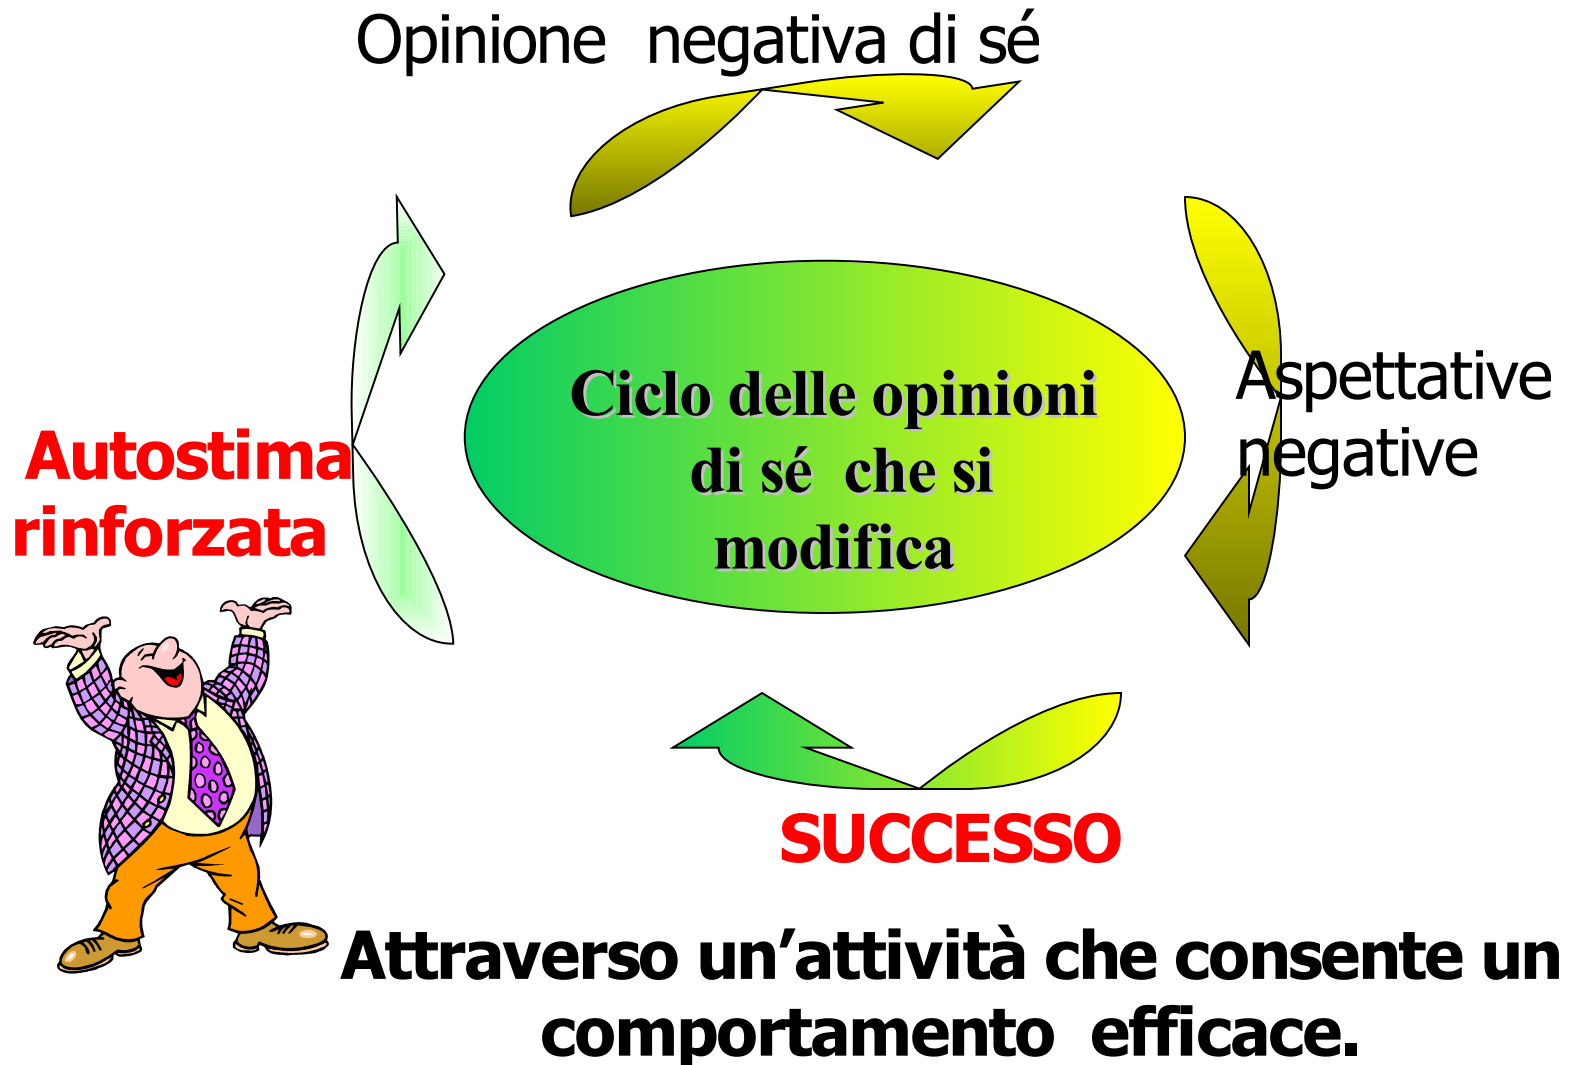 Opinione negativa di sé
Ciclo delle opinioni
di sé che si
modifica
Aspettative
negative
Autostima
rinforzata
SUCCESSO
Attraverso un’attività che consente un
comportamento efficace.